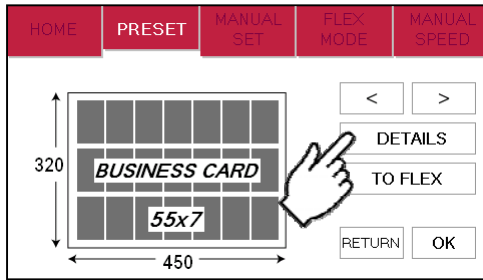 HOME
PRESET
MANUAL
SET
FLEX
MODE
MANUAL
SPEED
<
>
DETAILS
TO FLEX
RETURN
OK
320
BUSINESS CARD
55x7
450